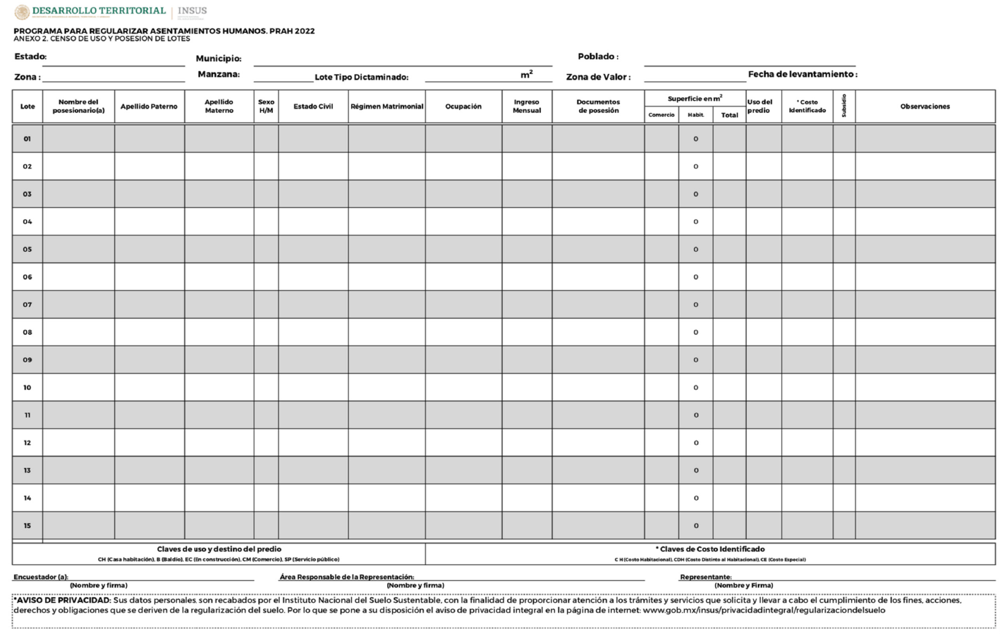 DESARROLLO TERRITORIAL | INSUS
PROGRAMA PARA REGULARIZAR ASENTAMIENTOS HUMANOS. PRAH 2022
ANEXO 2. CENSO DE USO Y POSESIÓN DE LOTES
Estado: Municipio: Poblado :
Zona : Manzana: Lote Tipo Dictaminado: m² Zona de Valor : Fecha de levantamiento :
Lote
Nombre del posesionario(a)
Apellido Paterno
Apellido Materno
Sexo H/M
Estado Civil
Régimen Matrimonial
Ocupación
Ingreso Mensual
Documentos de posesión
Superficie en m²
Comercio Habit. Total
Uso del predio
* Costo Identificado
Subsidio
Observaciones
01 0
02 0
03 0
04 0
05 0
06 0
07 0
08 0
09 0
10 0
11 0
12 0
13 0
14 0
15 0
Claves de uso y destino del predio
CH (Casa habitación), B (Baldío), EC (En construcción), CM (Comercio), SP (Servicio público)
* Claves de Costo Identificado
C H (Costo Habitacional), CDH (Costo Distinto al Habitacional), CE (Costo Especial)
Encuestador (a): Área Responsable de la Representación: Representante:
(Nombre y firma) (Nombre y firma) (Nombre y Firma)
*AVISO DE PRIVACIDAD: Sus datos personales, son recabados por el Instituto Nacional del Suelo Sustentable, con la finalidad de proporcionar atención a los trámites y servicios que solicita y llevar a cabo el cumplimiento de los fines, acciones,
derechos y obligaciones que se deriven de la regularización del suelo. Por lo que se pone a su disposición el aviso de privacidad integral en la página de internet: www.gob.mx/insus/privacidadintegral/regularizaciondelsuelo